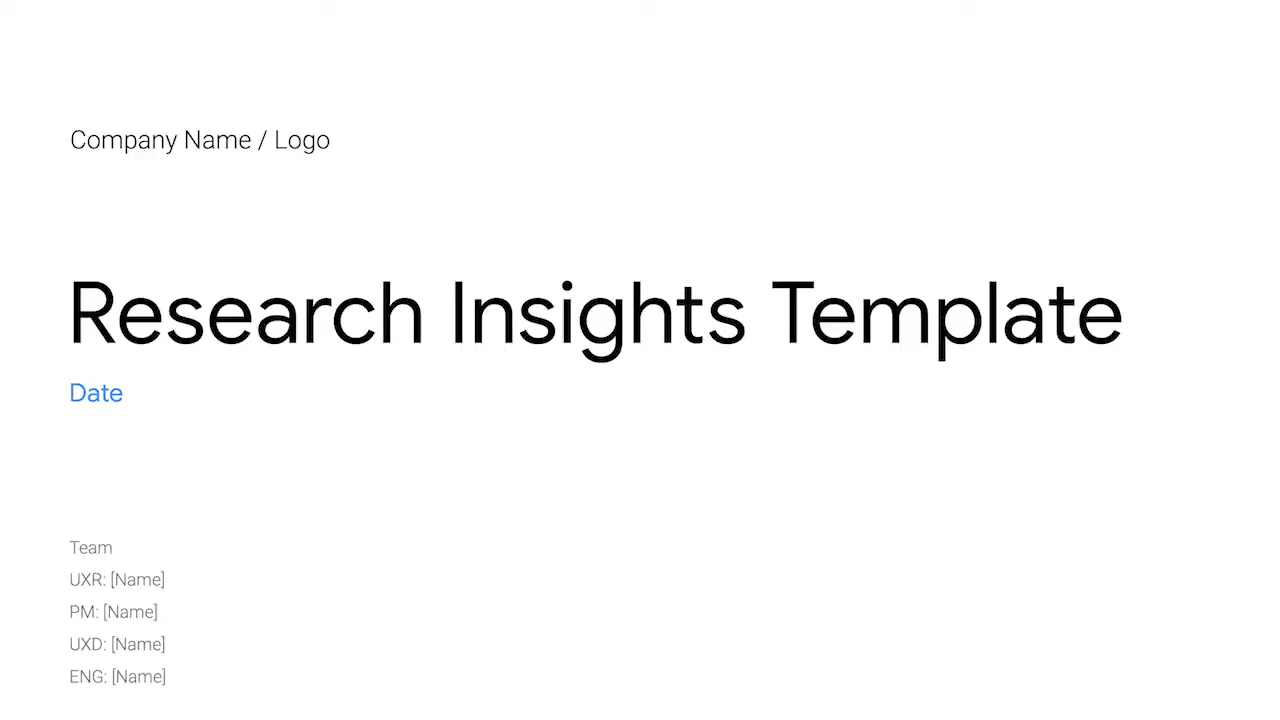 Company Name / Logo
Research Insights Template
Date
Team
UXR: [Name]
PM: [Name]
UXD: [Name]
ENG: [Name]